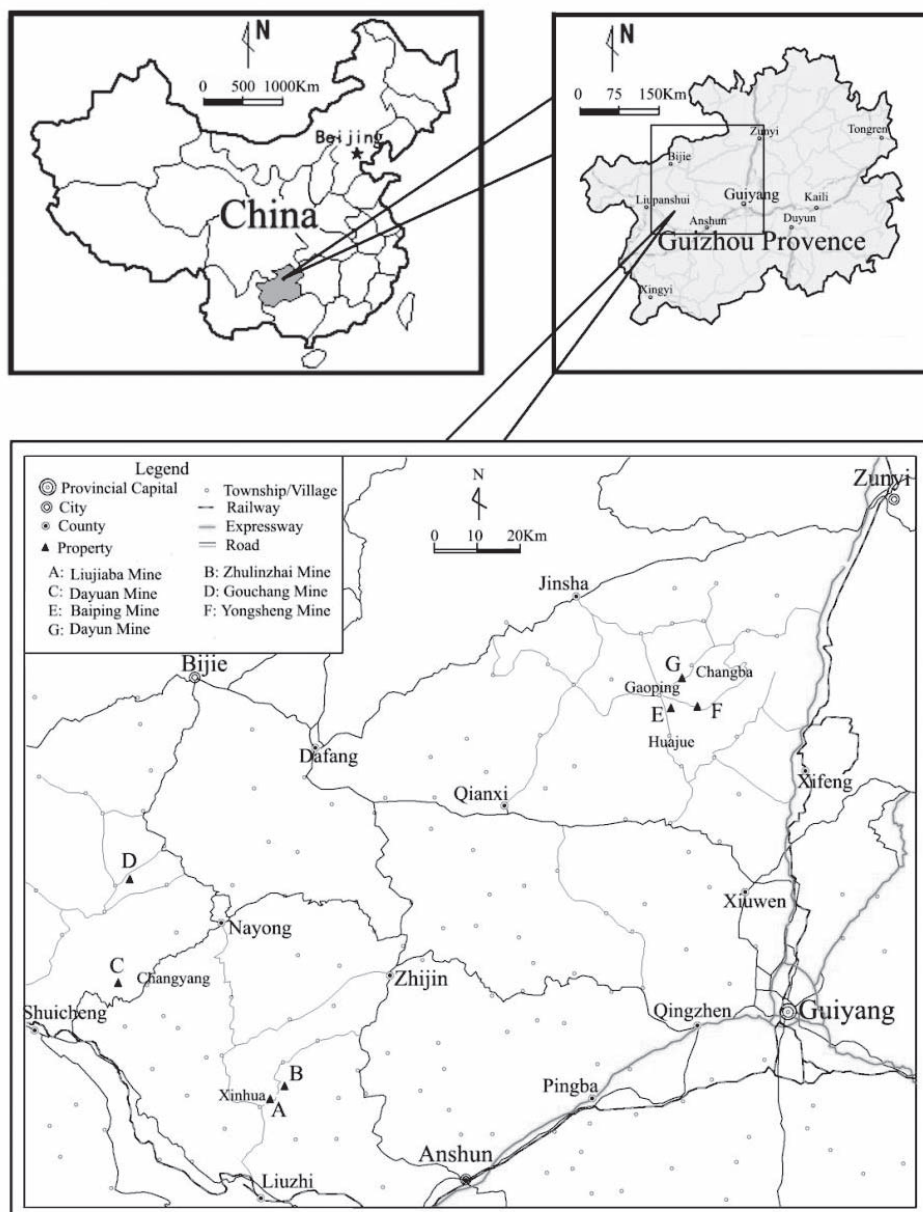 N
0 500 1000Km
Beijing
China
N
0 75 150Km
Zunyi
Tongren
Bijie
Guiyang
Liupanshui
Kaili
Anshun
Duyun
Guizhou Provence
Xingyi
Legend
Provincial Capital
City
County
Property
Township/Village
Railway
Expressway
Road
A: Liujiaba Mine
B: Zhulinzhai Mine
C: Dayuan Mine
D: Gouchang Mine
E: Baiping Mine
F: Yongsheng Mine
G: Dayun Mine
N
0 10 20Km
Zunyi
Jinsha
Bijie
G
Changba
Gaoping
E
F
Huajue
Dafang
Xifeng
Qianxi
D
Xiuwen
Nayong
C
Changyang
Zhijin
Shuicheng
Qingzhen
Guiyang
B
Xinhua
A
Pingba
Anshun
Liuzhi